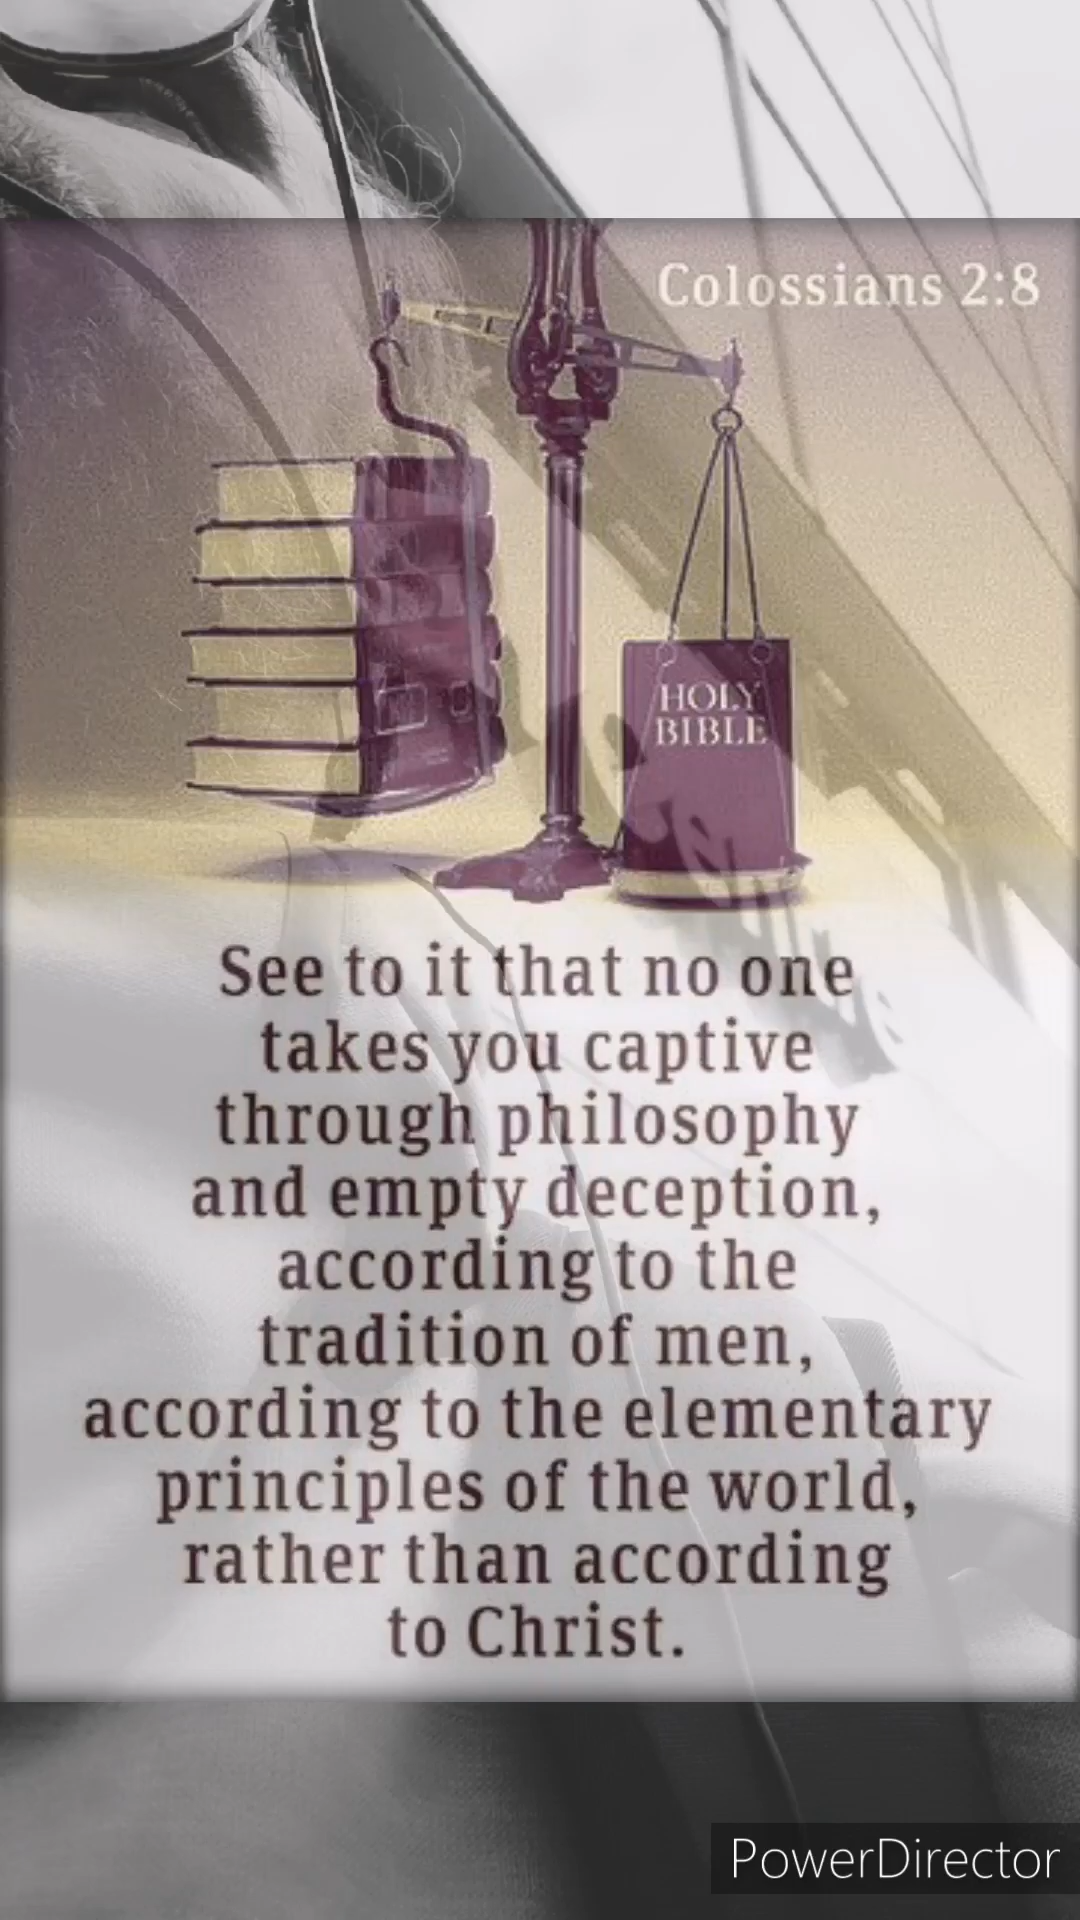 Colossians 2:8
HOLY
BIBLE
See to it that no one
takes you captive
through philosophy
and empty deception,
according to the
tradition of men,
according to the elementary
principles of the world,
rather than according
to Christ.
PowerDirector